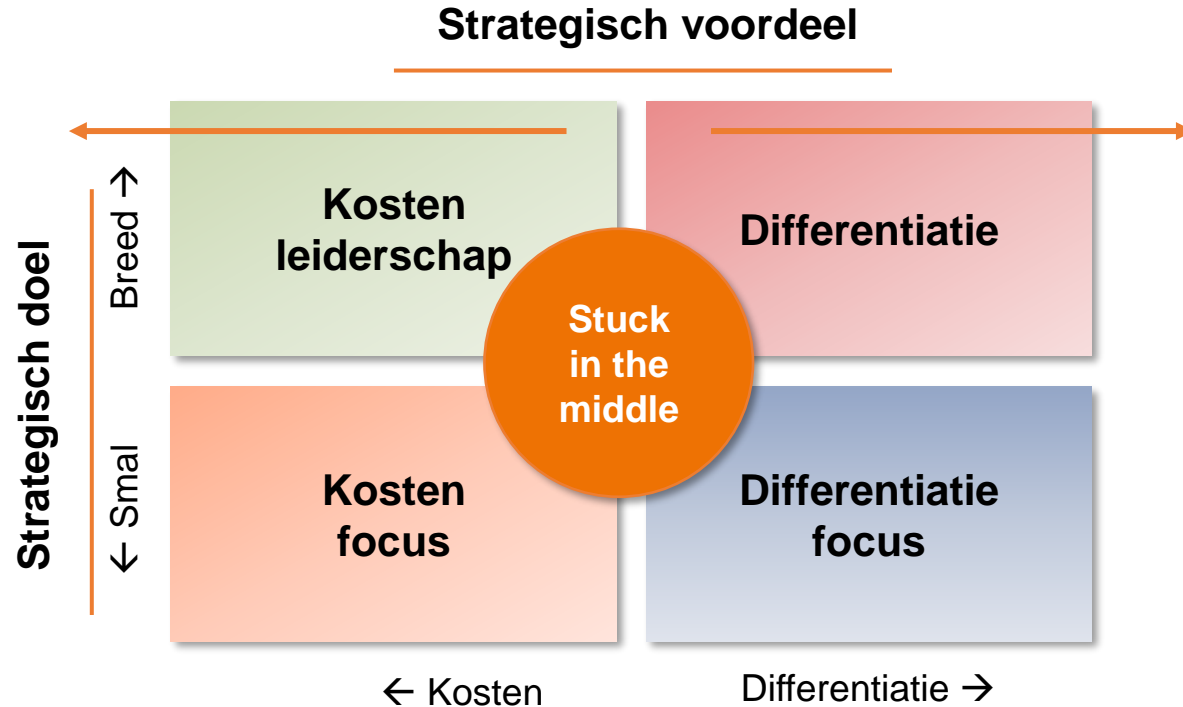 Strategisch voordeel
Strategisch doel
Breed →
← Smal
Kosten
leiderschap
Differentiatie
Stuck
in the
middle
Kosten
focus
Differentiatie
focus
← Kosten
Differentiatie →